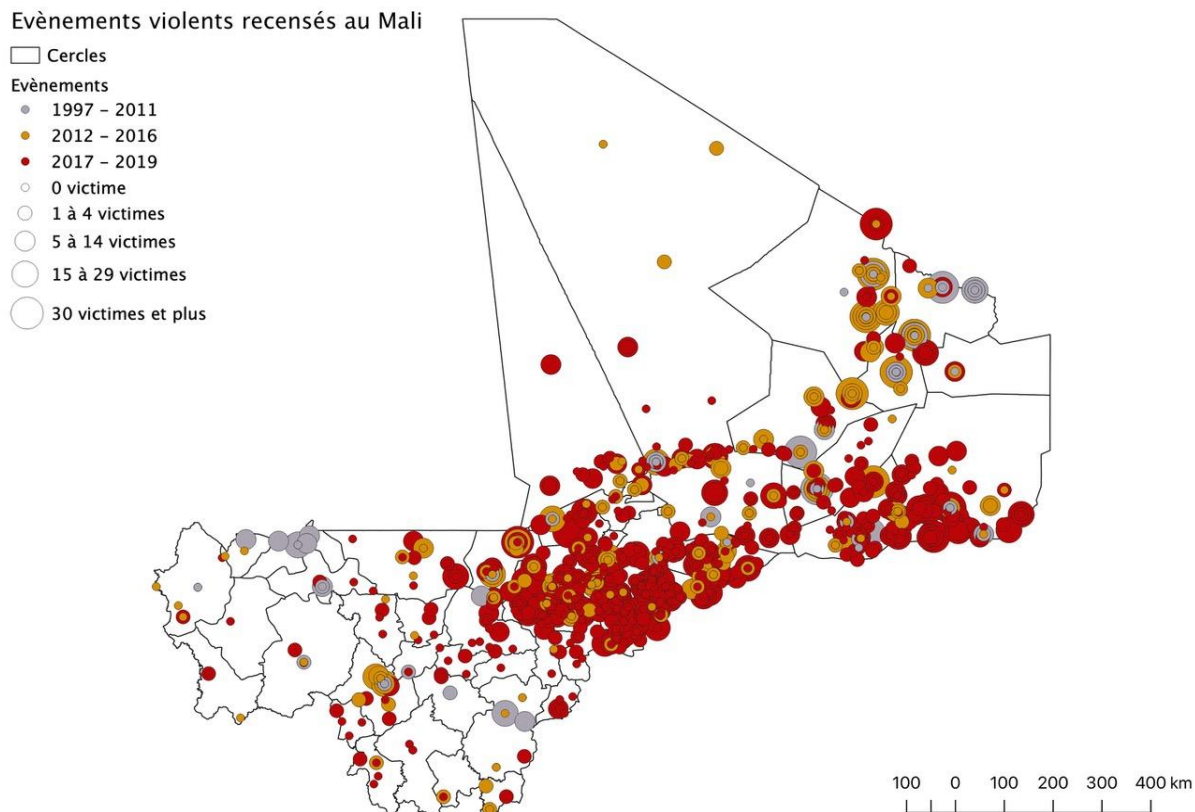 Evènements violents recensés au Mali
Cercles
Evènements
1997 – 2011
2012 – 2016
2017 – 2019
0 victime
1 à 4 victimes
5 à 14 victimes
15 à 29 victimes
30 victimes et plus
100 0 100 200 300 400 km